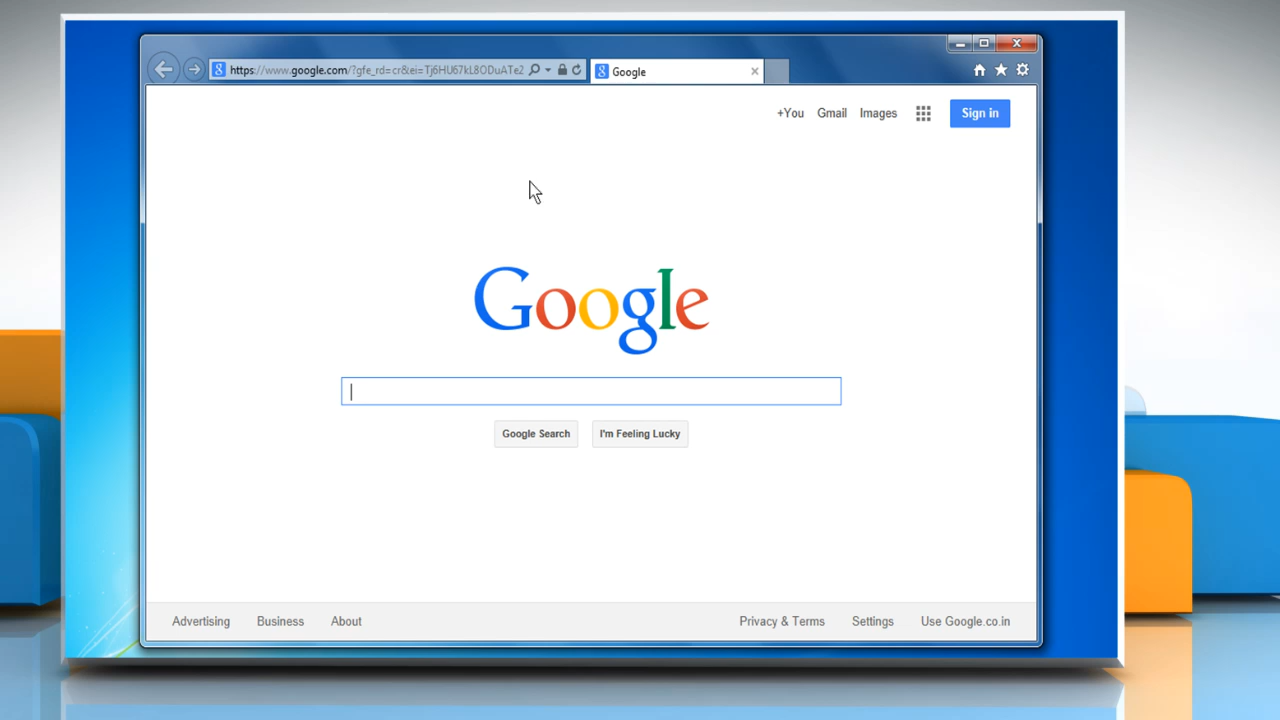 https://www.google.com/?gfe_rd=cr&ei=Tj6HU67kL8ODuATe2
Google
+You Gmail Images Sign in
Google
Google Search I'm Feeling Lucky
Advertising Business About Privacy & Terms Settings Use Google.co.in